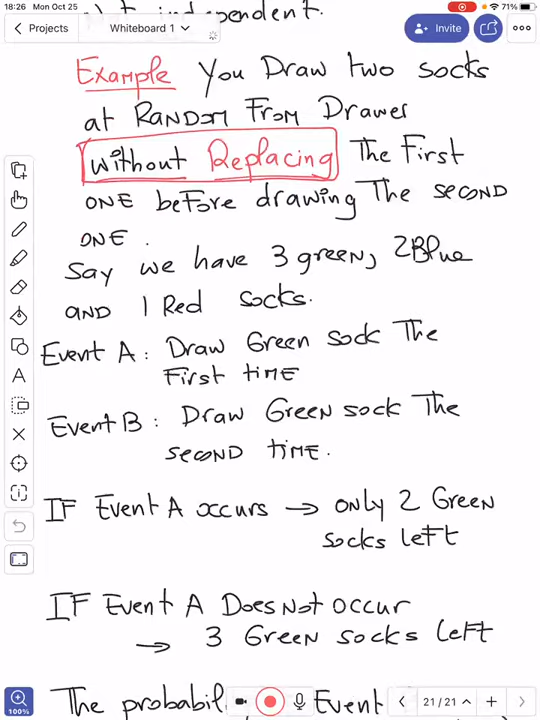 18:26 Mon Oct 25
71%
Projects
Whiteboard 1
Invite
independent.
Example You Draw two socks
at Random From Drawer
without Replacing The First
ONE before drawing The second
ONE.
Say we have 3 green, 2 Blue
AND 1 Red socks.
Event A: Draw Green sock The
First time
Event B: Draw Green sock The
second time.
IF Event A occurs → only 2 Green
socks left
IF Event A Does Not occur
→ 3 Green socks left
The Event
21/21
A
100%